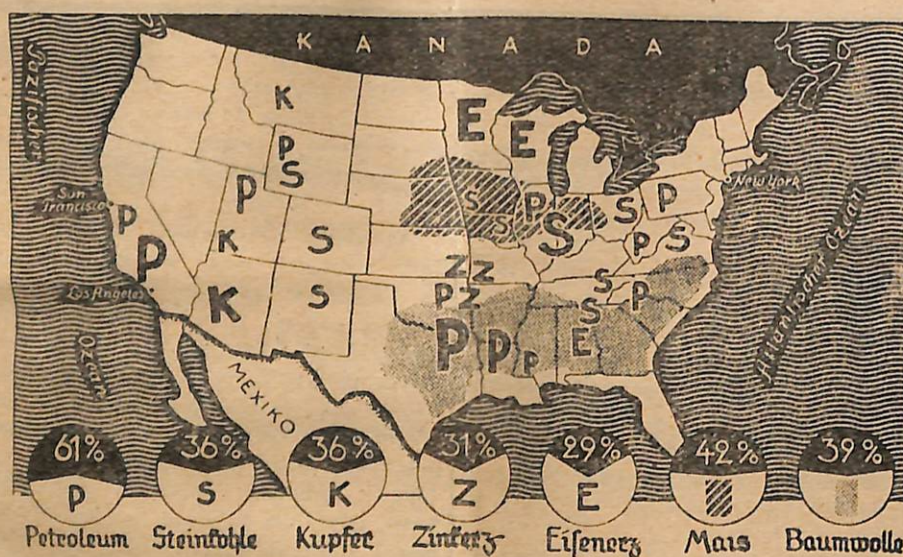 KANADA
Pazifischer
K
E
E
P
S
P
S
P
S
P
S
New York
San Francisco
P
K
S
S
P
S
P
Z Z
S
Los Angeles
K
S
P Z
S
P
P
P
P
E
Atlantischer Ozean
Ozean
MEXIKO
61% 36% 36% 31% 29% 42% 39%
P S K Z E
Petroleum Steinkohle Kupfer Zinkerz Eisenerz Mais Baumwolle